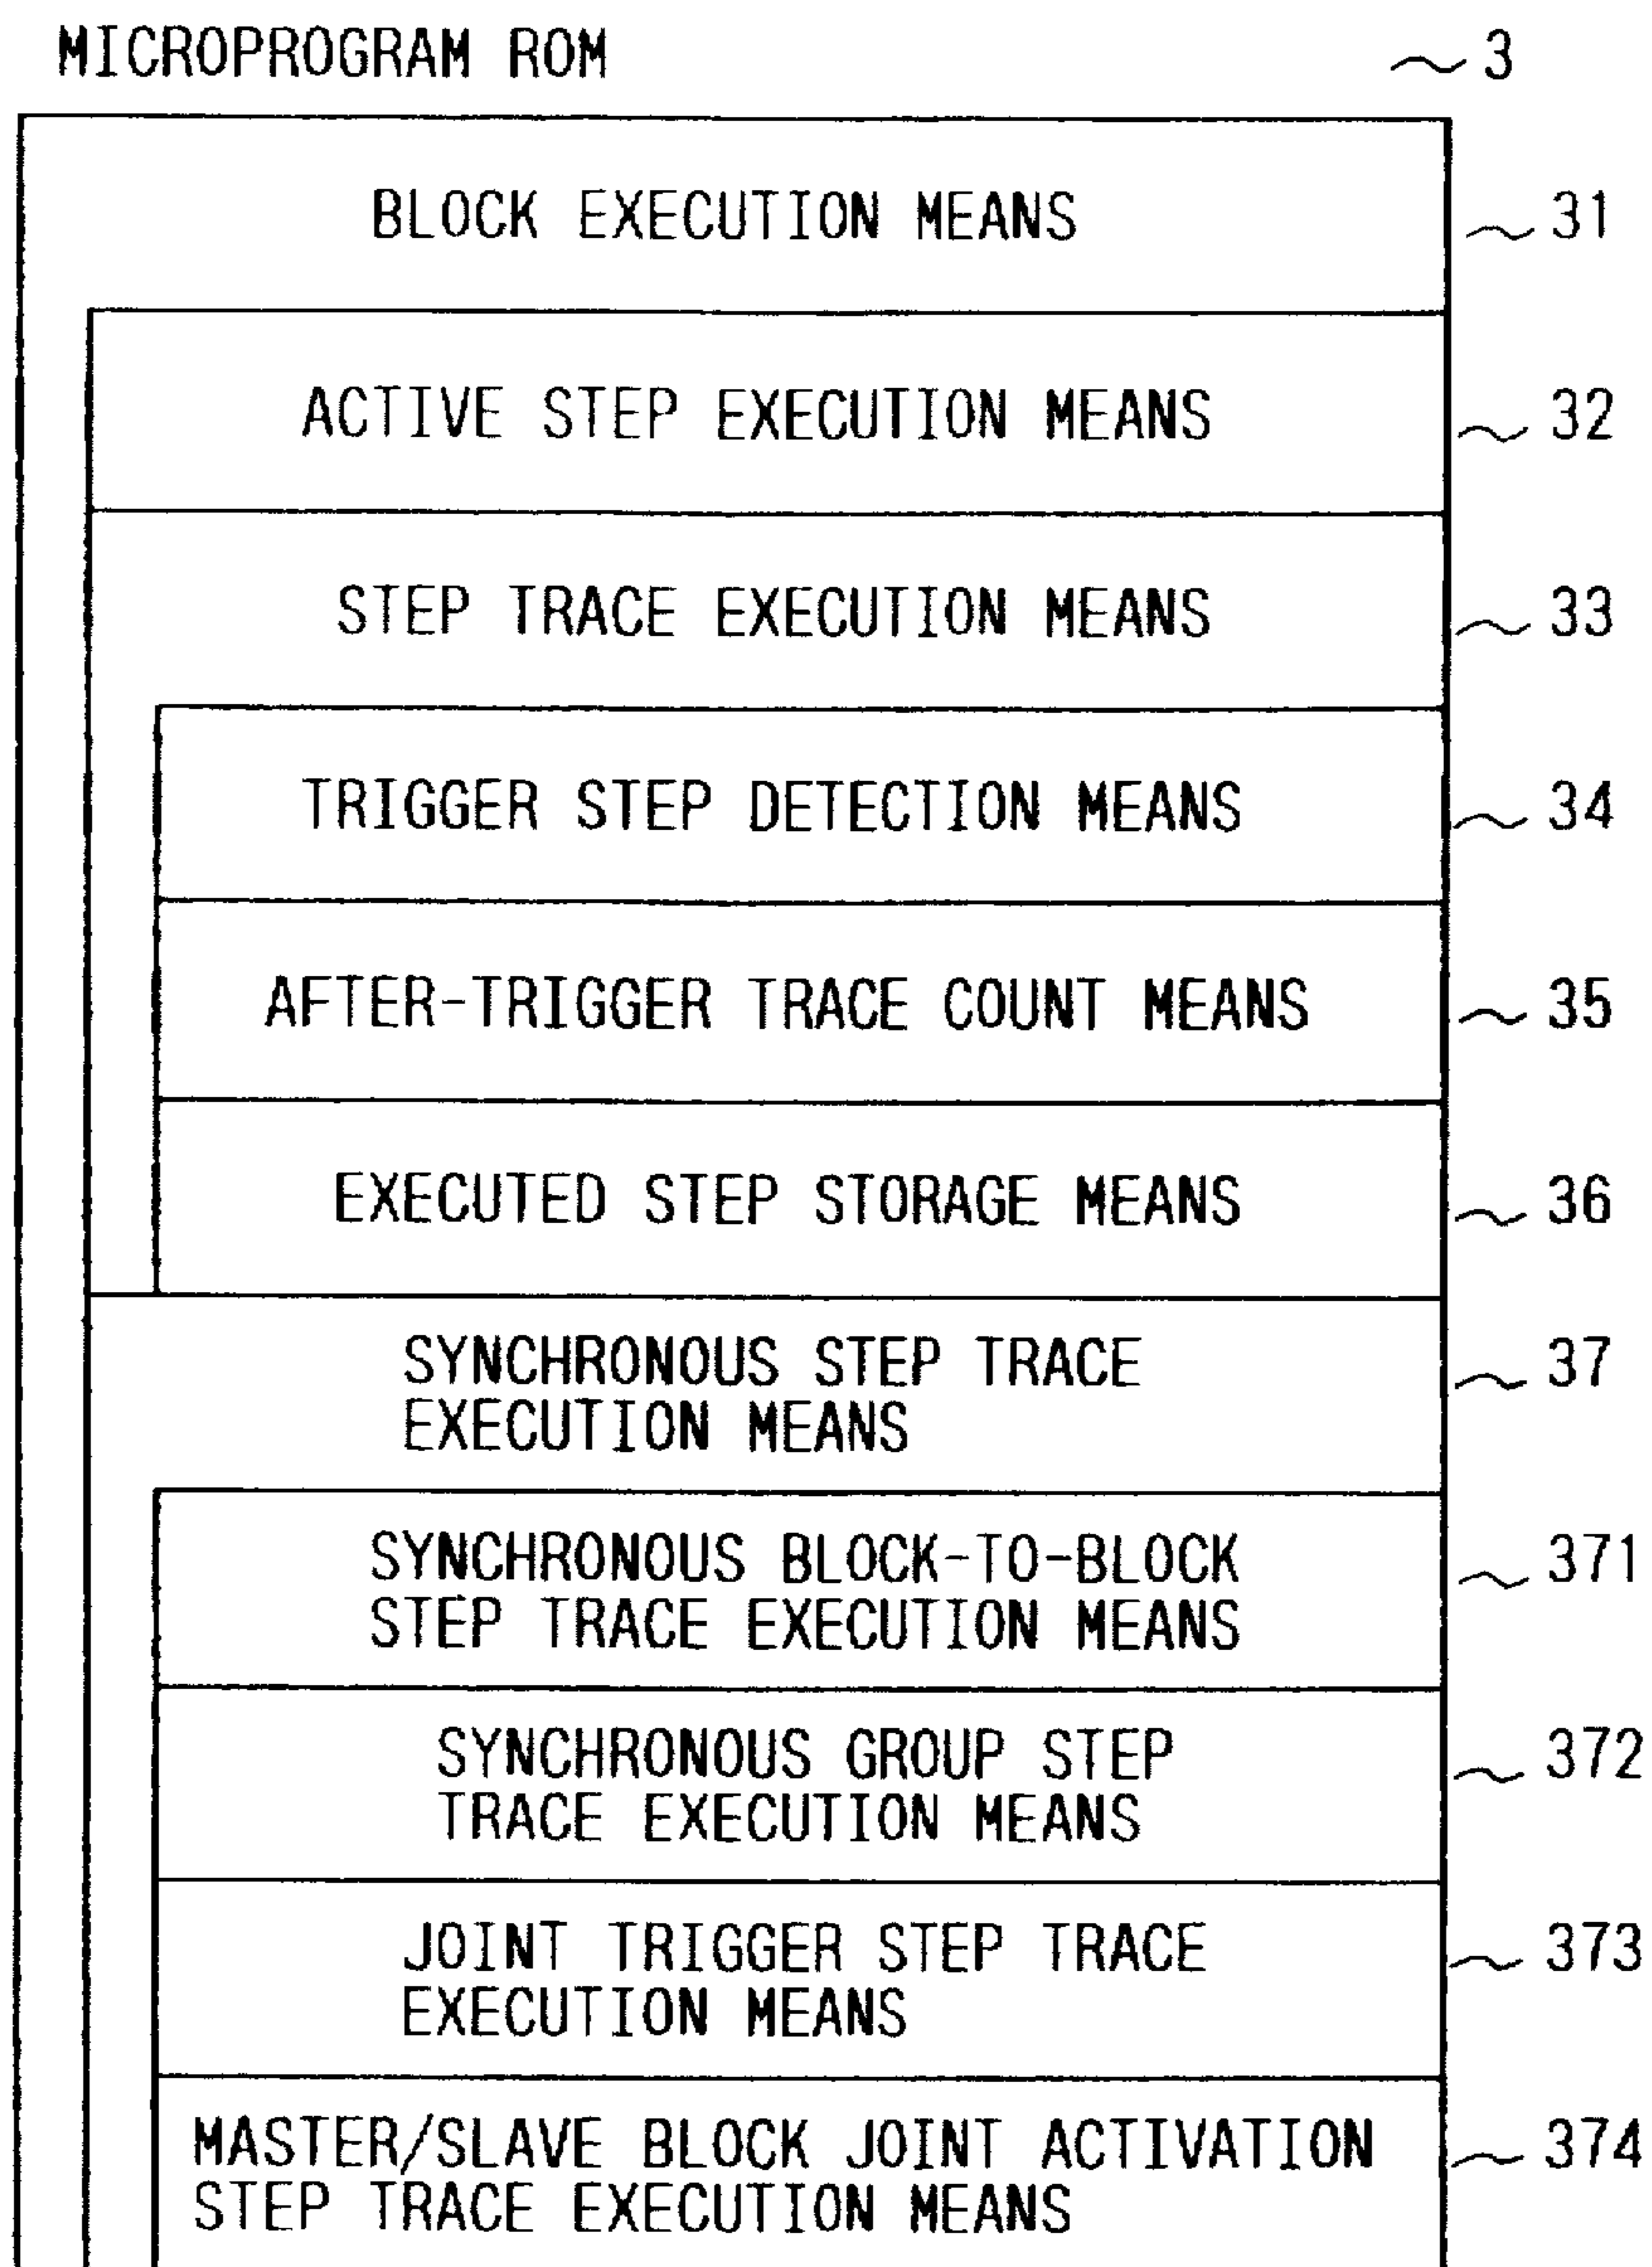 MICROPROGRAM ROM 3
BLOCK EXECUTION MEANS 31
ACTIVE STEP EXECUTION MEANS 32
STEP TRACE EXECUTION MEANS 33
TRIGGER STEP DETECTION MEANS 34
AFTER-TRIGGER TRACE COUNT MEANS 35
EXECUTED STEP STORAGE MEANS 36
SYNCHRONOUS STEP TRACE 37
EXECUTION MEANS
SYNCHRONOUS BLOCK-TO-BLOCK 371
STEP TRACE EXECUTION MEANS
SYNCHRONOUS GROUP STEP 372
TRACE EXECUTION MEANS
JOINT TRIGGER STEP TRACE 373
EXECUTION MEANS
MASTER/SLAVE BLOCK JOINT ACTIVATION 374
STEP TRACE EXECUTION MEANS